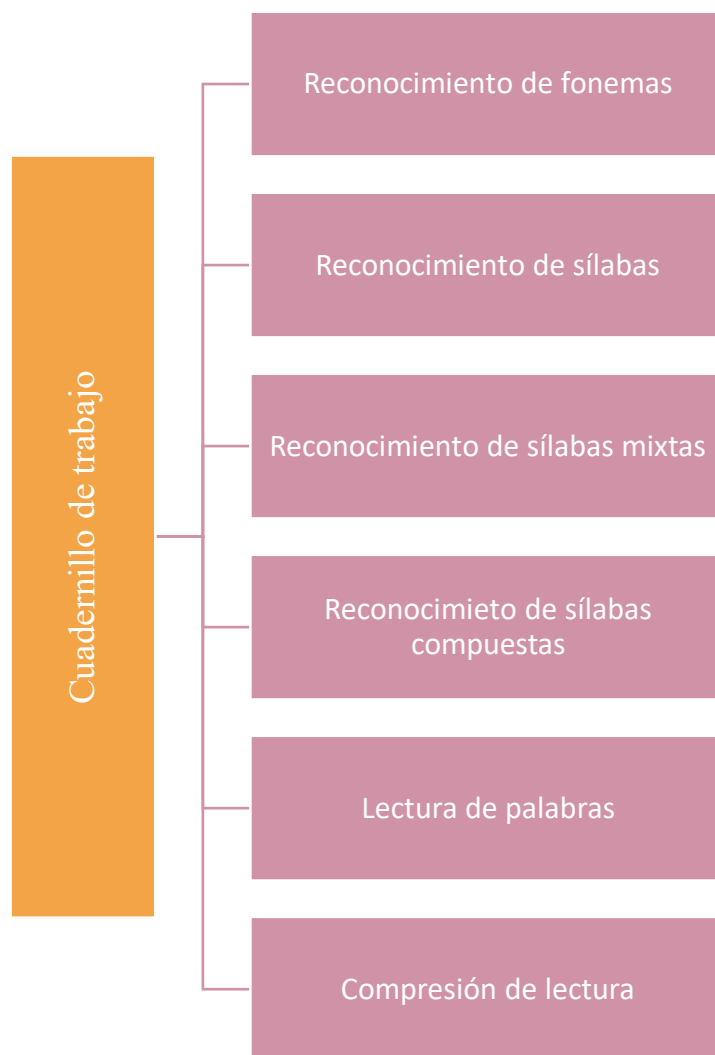 Cuadernillo de trabajo
Reconocimiento de fonemas
Reconocimiento de sílabas
Reconocimiento de sílabas mixtas
Reconocimieto de sílabas
compuestas
Lectura de palabras
Compresión de lectura